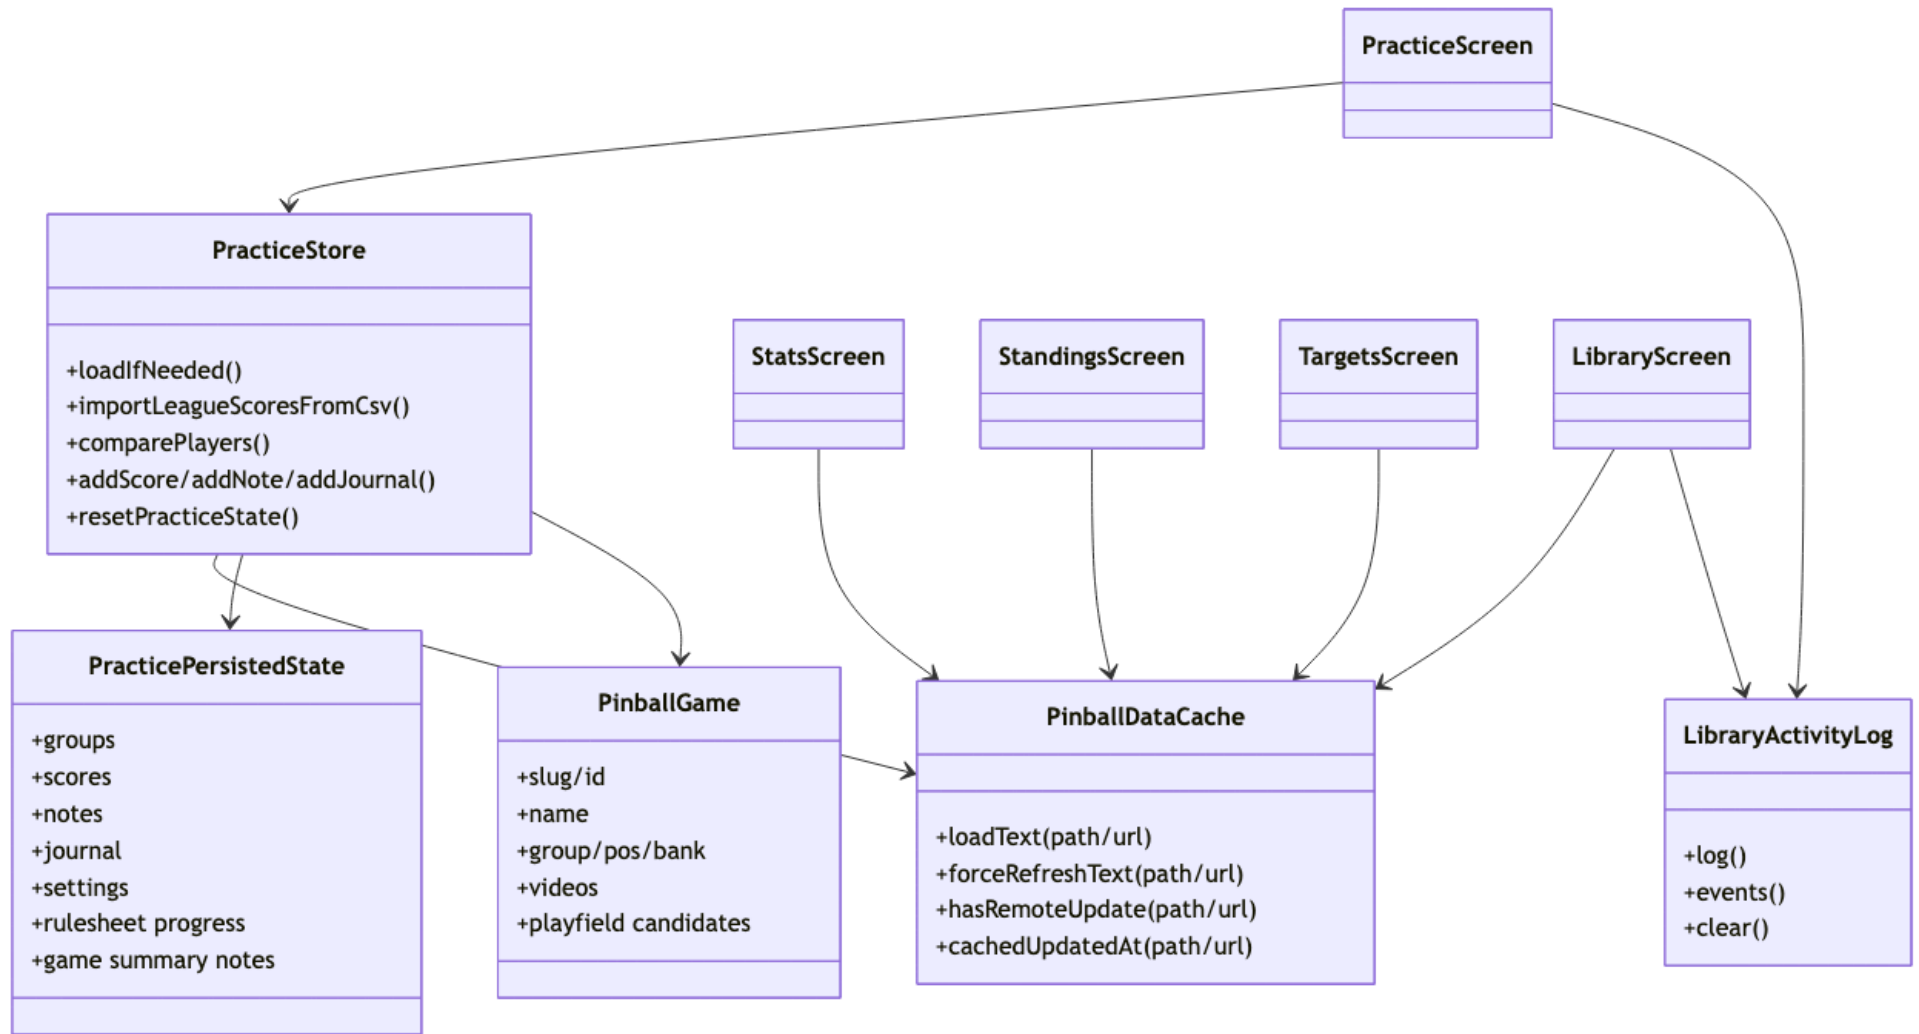 PracticeScreen
PracticeStore
+loadIfNeeded()
+importLeagueScoresFromCsv()
+comparePlayers()
+addScore/addNote/addJournal()
+resetPracticeState()
StatsScreen
StandingsScreen
TargetsScreen
LibraryScreen
PracticePersistedState
+groups
+scores
+notes
+journal
+settings
+rulesheet progress
+game summary notes
PinballGame
+slug/id
+name
+group/pos/bank
+videos
+playfield candidates
PinballDataCache
+loadText(path/url)
+forceRefreshText(path/url)
+hasRemoteUpdate(path/url)
+cachedUpdatedAt(path/url)
LibraryActivityLog
+log()
+events()
+clear()